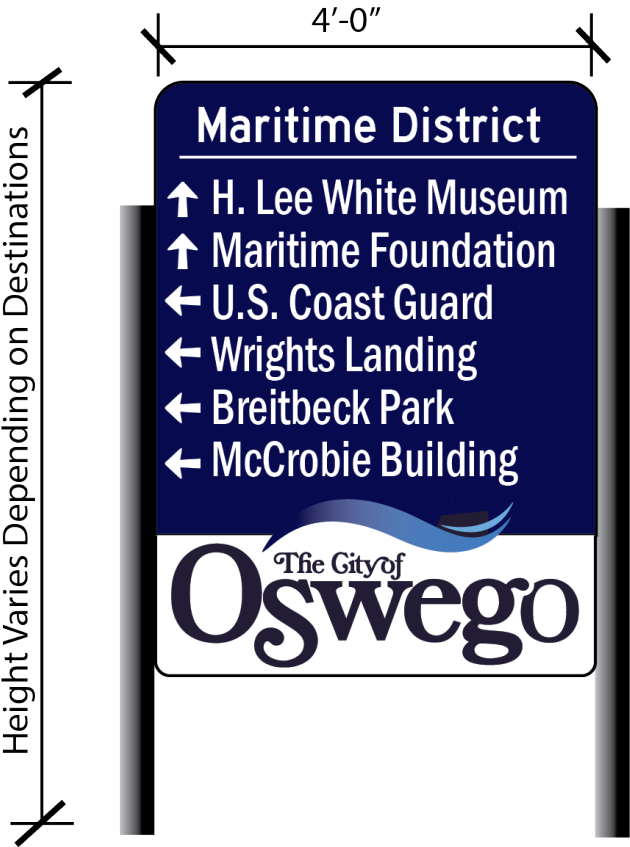 4’-0”
Height Varies Depending on Destinations
Maritime District
H. Lee White Museum
Maritime Foundation
U.S. Coast Guard
Wrights Landing
Breitbeck Park
McCrobie Building
The City of
Oswego